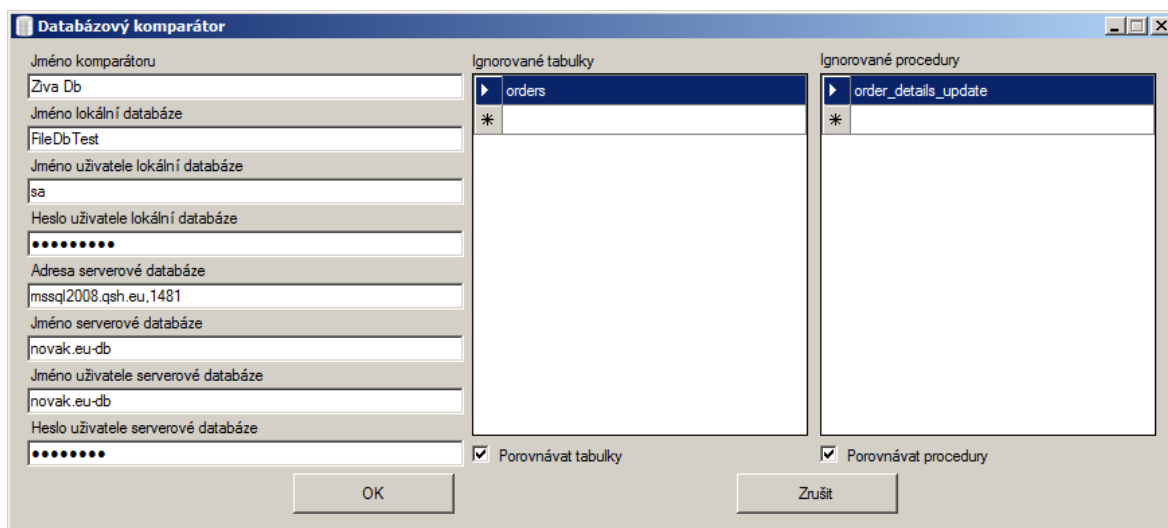 Databázový komparátor
Jméno komparátoru
Ziva Db
Jméno lokální databáze
FileDbTest
Jméno uživatele lokální databáze
sa
Heslo uživatele lokální databáze
●●●●●●●●●
Adresa serverové databáze
mssql2008.qsh.eu,1481
Jméno serverové databáze
novak.eu-db
Jméno uživatele serverové databáze
novak.eu-db
Heslo uživatele serverové databáze
●●●●●●●●
Ignorované tabulky
orders
Porovnávat tabulky
Ignorované procedury
order_details_update
Porovnávat procedury
OK
Zrušit